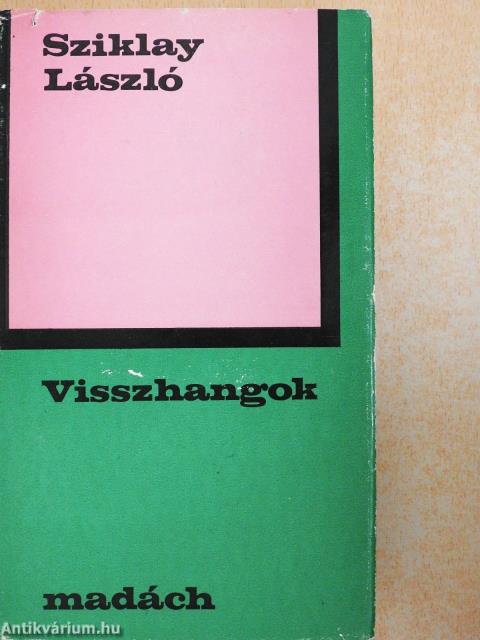 Sziklay
László
Visszhangok
madách
Antikvárium.hu